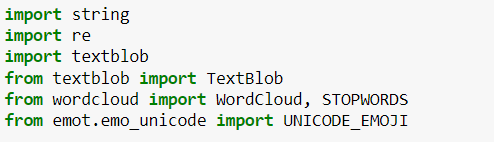 import string
import re
import textblob
from textblob import TextBlob
from wordcloud import WordCloud, STOPWORDS
from emot.emo_unicode import UNICODE_EMOJI